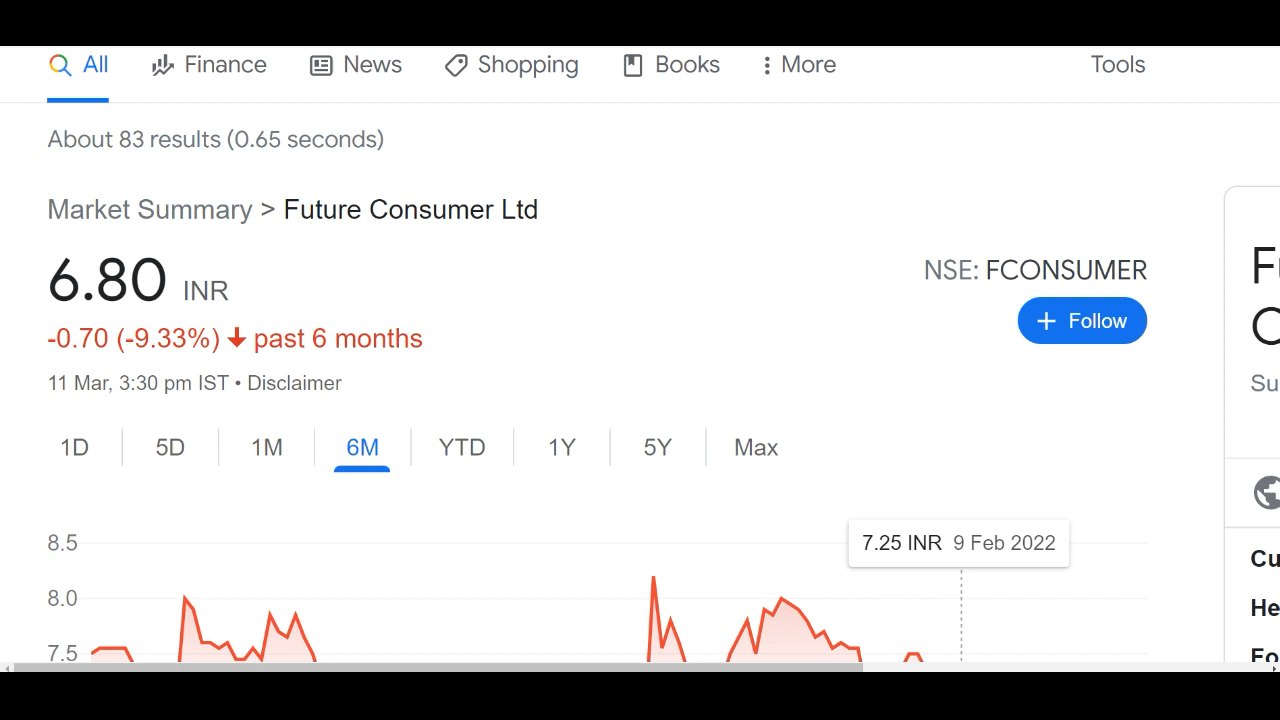 All Finance News Shopping Books More Tools
About 83 results (0.65 seconds)
Market Summary > Future Consumer Ltd
6.80 INR
NSE: FCONSUMER
-0.70 (-9.33%) past 6 months
+ Follow
11 Mar, 3:30 pm IST • Disclaimer
1D 5D 1M 6M YTD 1Y 5Y Max
8.5
7.25 INR 9 Feb 2022
8.0
7.5
Su
Cu
He